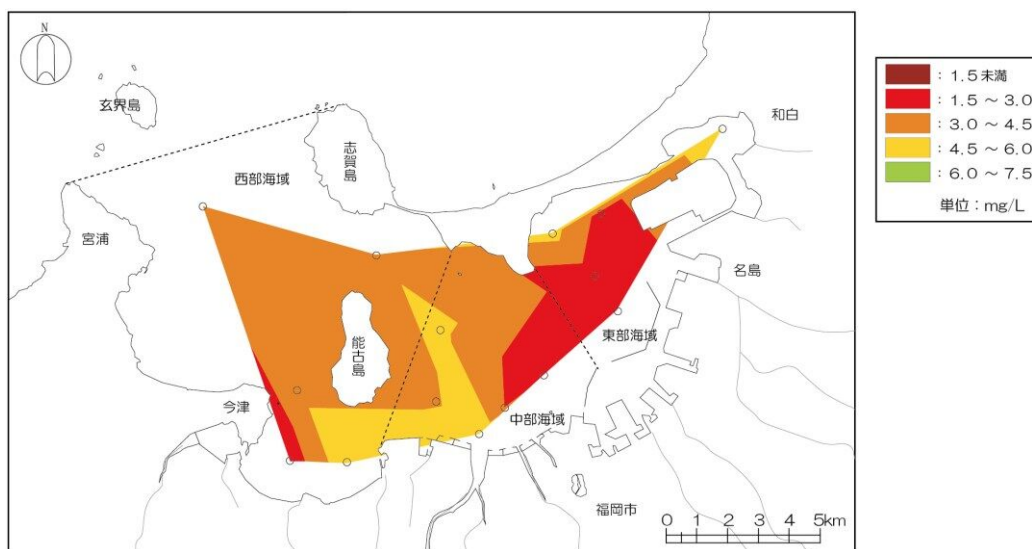 N
玄界島
志賀島
和白
西部海域
宮浦
名島
能古島
東部海域
今津
中部海域
福岡市
0 1 2 3 4 5km
: 1.5未満
: 1.5 ～ 3.0
: 3.0 ～ 4.5
: 4.5 ～ 6.0
: 6.0 ～ 7.5
単位：mg/L